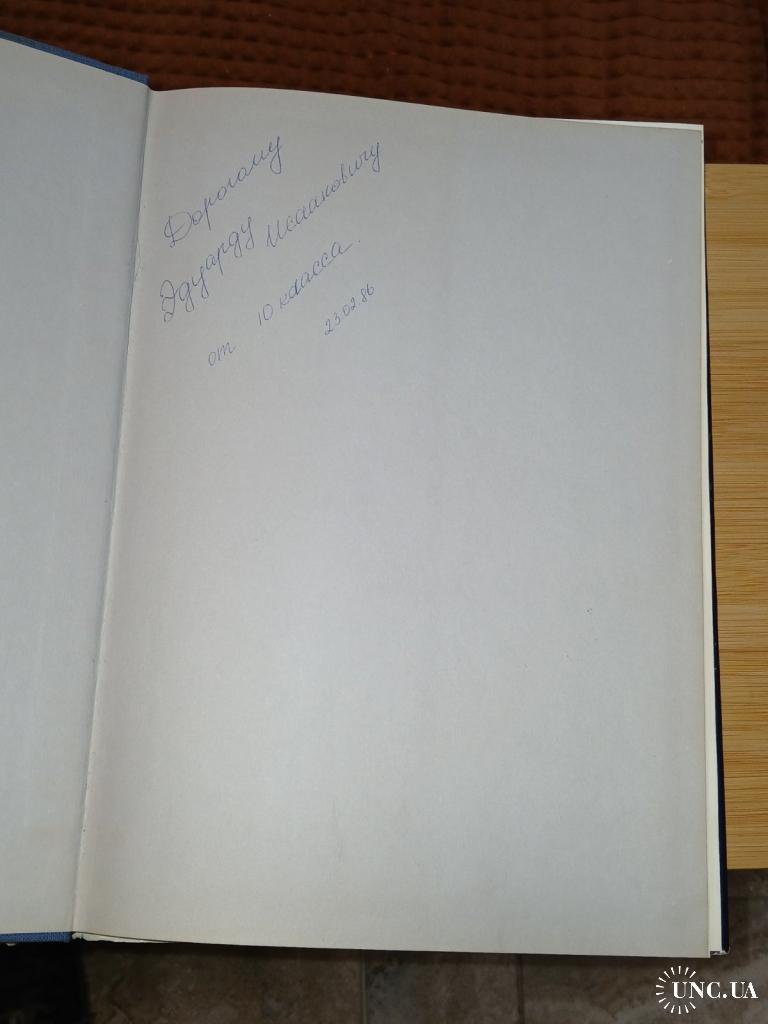 Дорогому
Эдуарду Исааковичу
от 10 класса.
23.02.86
UNC.UA